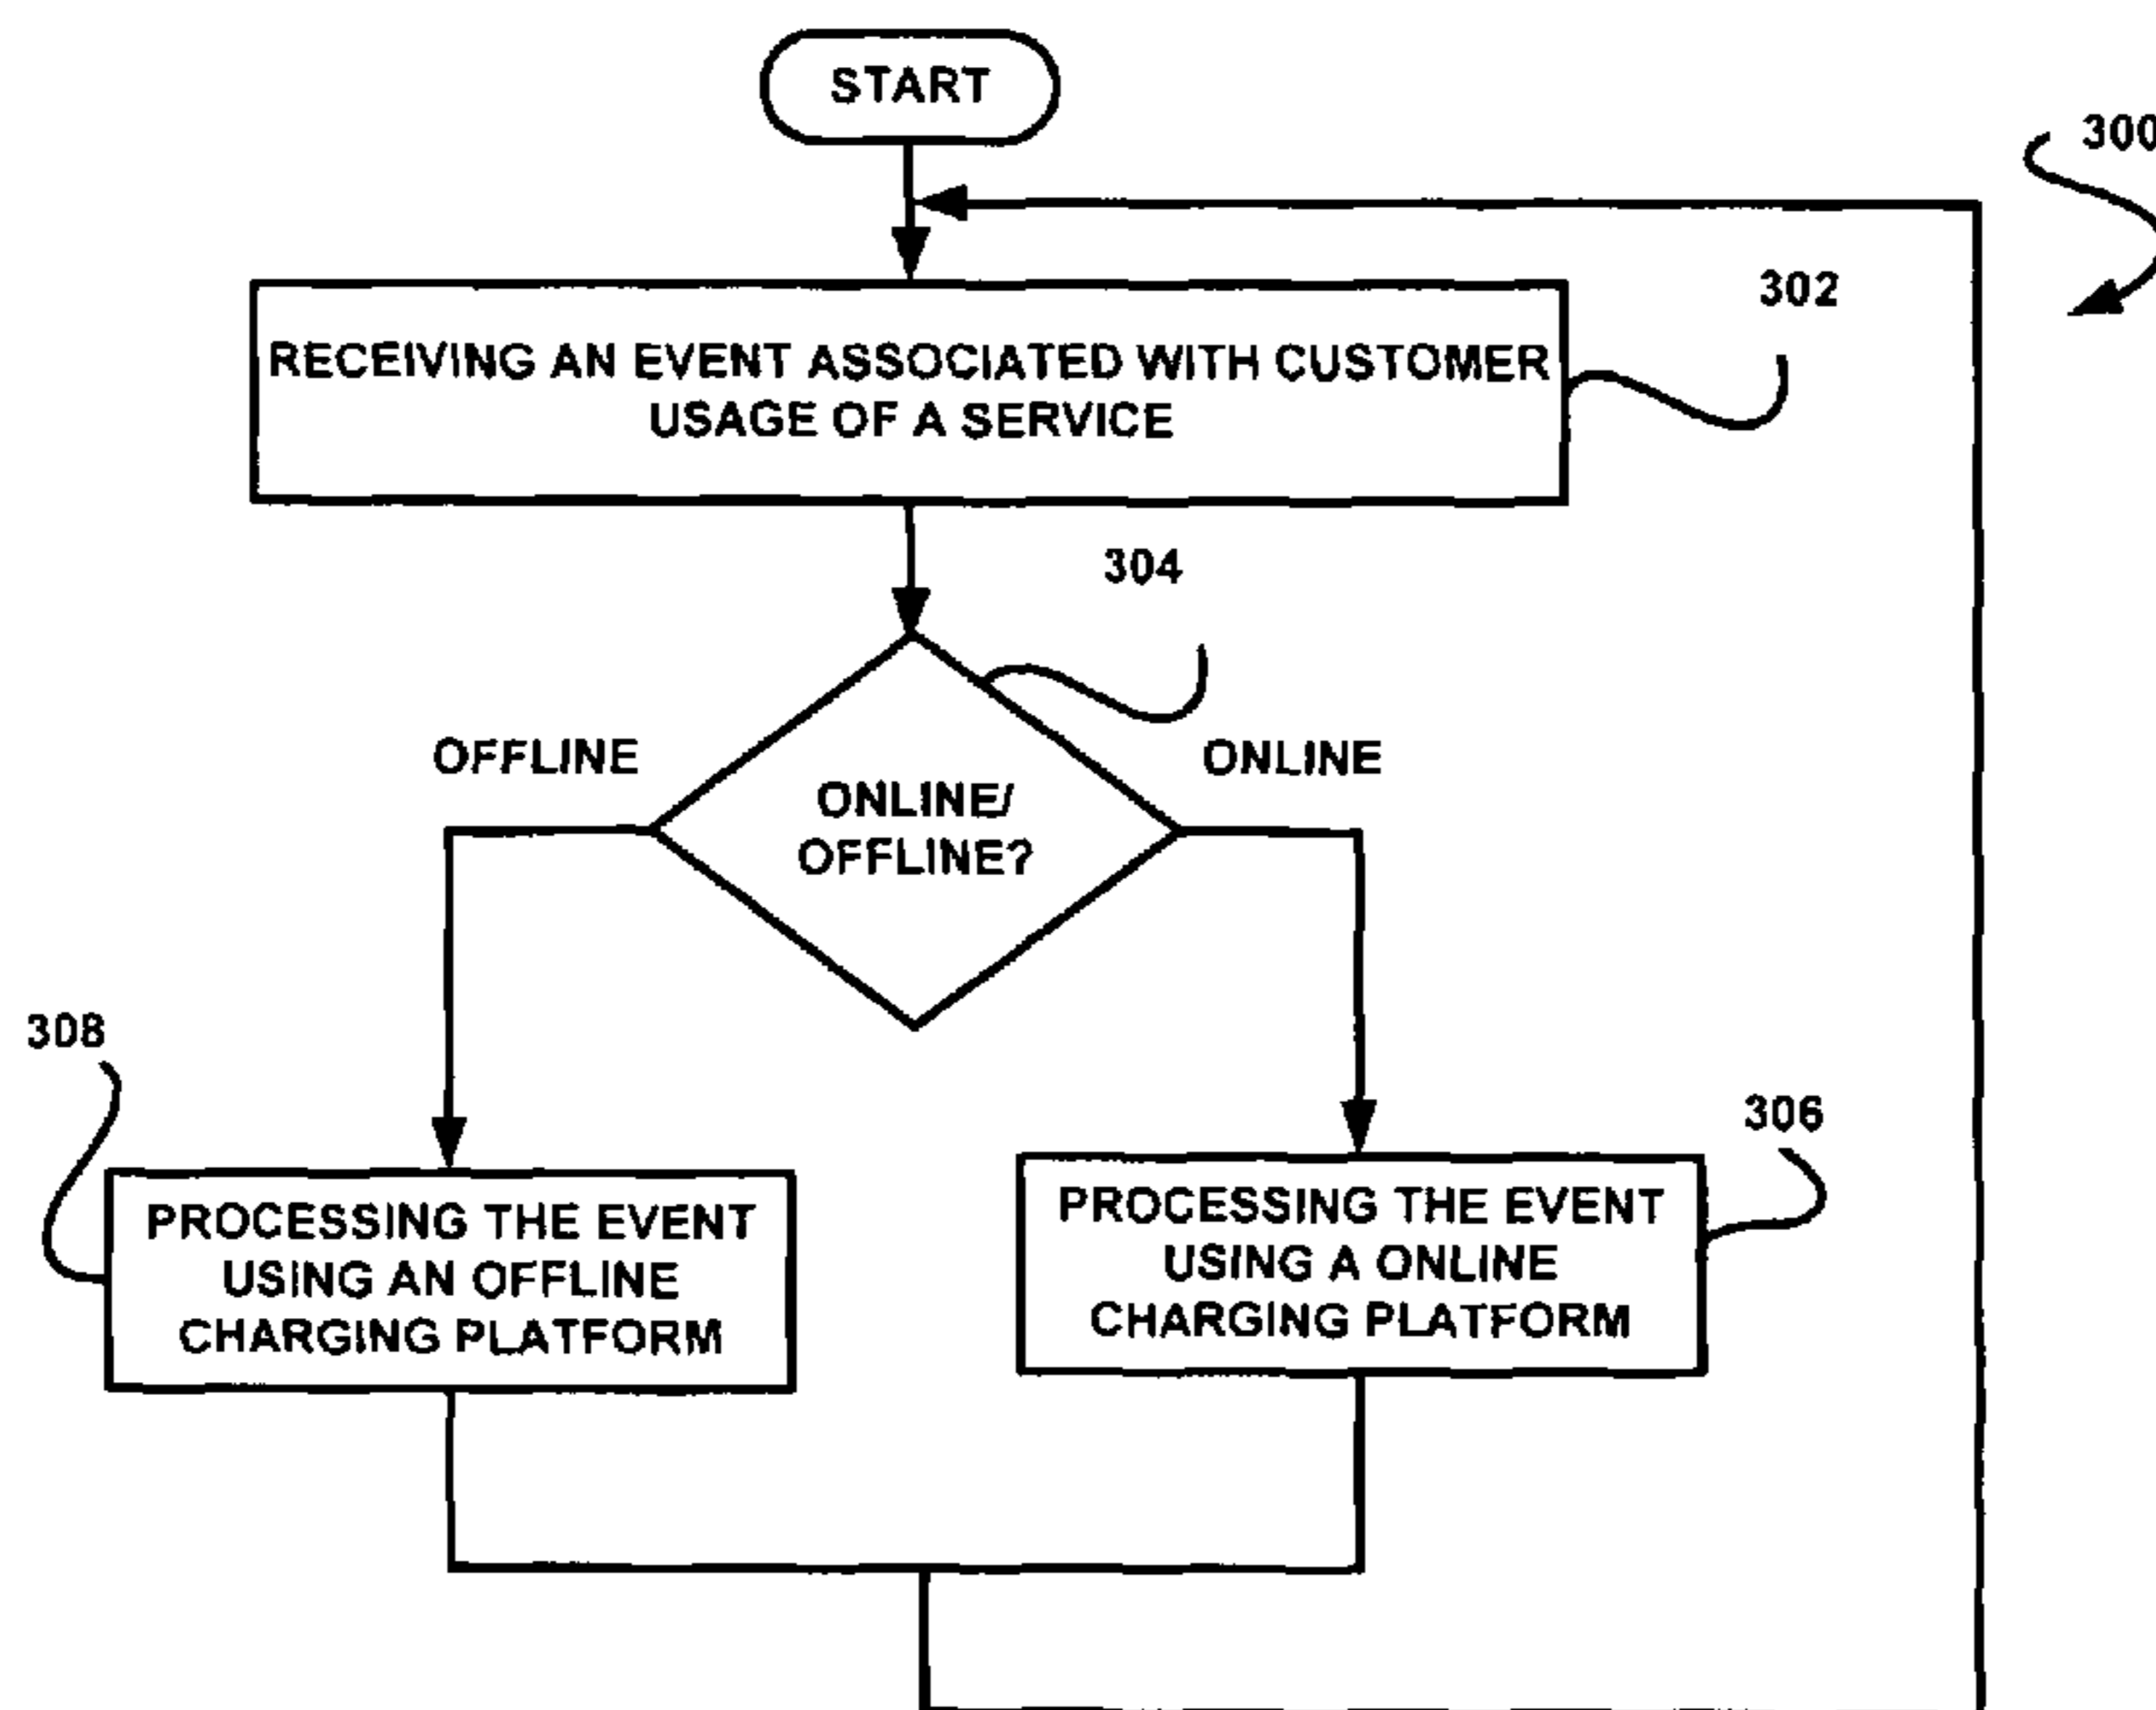 START
300
302
RECEIVING AN EVENT ASSOCIATED WITH CUSTOMER
USAGE OF A SERVICE
304
OFFLINE
ONLINE
ONLINE/
OFFLINE?
308
306
PROCESSING THE EVENT
USING AN OFFLINE
CHARGING PLATFORM
PROCESSING THE EVENT
USING A ONLINE
CHARGING PLATFORM